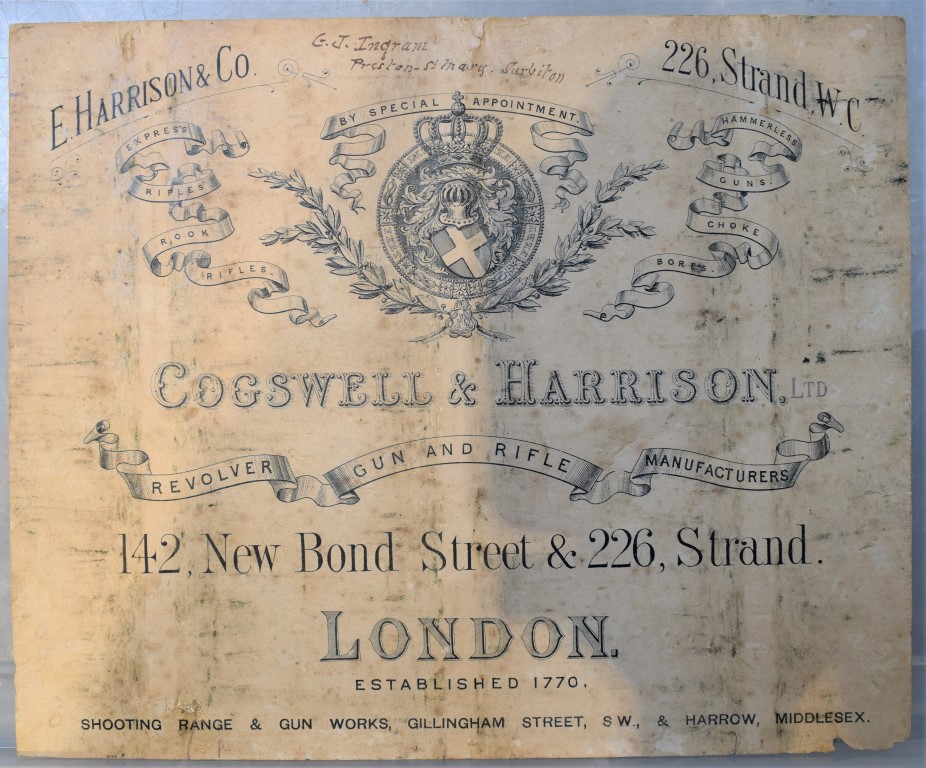 G. J. Ingram
Preston - St Mary. Surbiton
E. HARRISON & CO.
226, Strand, W.C
BY SPECIAL APPOINTMENT.
EXPRESS
RIFLES
ROOK
RIFLES.
HAMMERLESS
GUNS.
CHOKE
BORES.
COGSWELL & HARRISON, LTD
REVOLVER GUN AND RIFLE MANUFACTURERS
142, New Bond Street & 226, Strand.
LONDON.
ESTABLISHED 1770.
SHOOTING RANGE & GUN WORKS, GILLINGHAM STREET, S W., & HARROW, MIDDLESEX.